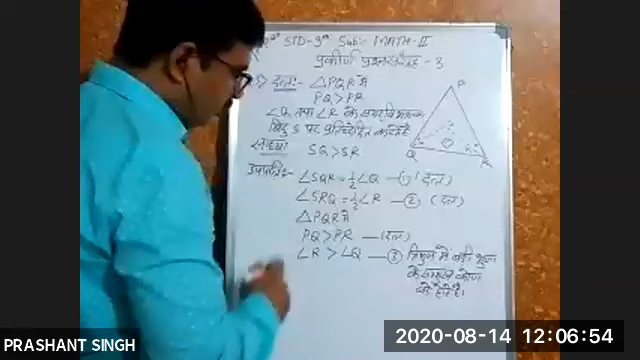 STD-9ᵗʰ Sub:- MATH-II
प्रकीर्ण प्रश्नसंग्रह - 3
दत्त:- △PQR में
PQ > PR
∠Q तथा ∠R के समद्विभाजक
बिंदु S पर प्रतिच्छेदित करते हैं
साध्य:- SQ > SR
उपपत्ति:- ∠SQR = ½∠Q —① (दत्त)
∠SRQ = ½∠R —② (दत्त)
△PQR में
PQ > PR —(दत्त)
∠R > ∠Q —③ त्रिभुज में बड़ी भुजा
के सम्मुख कोण
P
Q
R
PRASHANT SINGH
2020-08-14 12:06:54